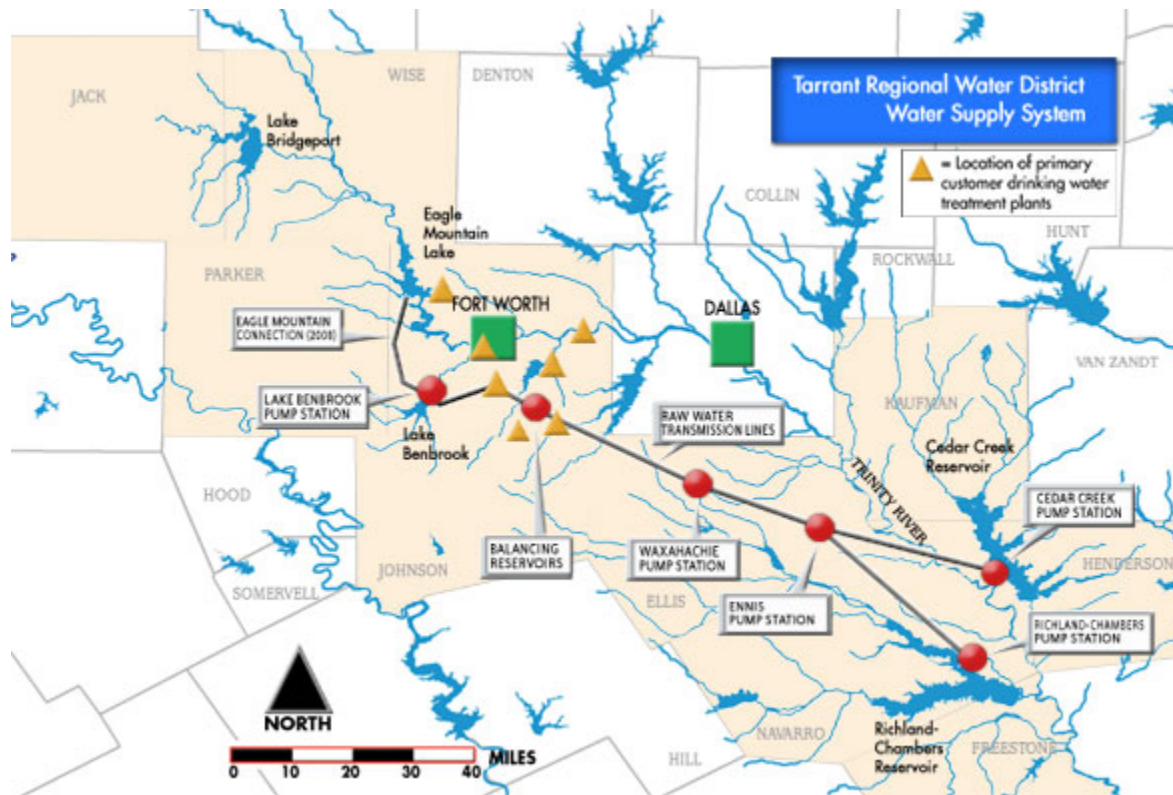 Tarrant Regional Water District
Water Supply System
= Location of primary
customer drinking water
treatment plants
JACK
WISE
DENTON
COLLIN
HUNT
ROCKWALL
PARKER
VAN ZANDT
KAUFMAN
HOOD
JOHNSON
SOMERVELL
ELLIS
HENDERSON
NAVARRO
HILL
FREESTONE
Lake
Bridgeport
Eagle
Mountain
Lake
FORT WORTH
DALLAS
EAGLE MOUNTAIN
CONNECTION (2008)
LAKE BENBROOK
PUMP STATION
Lake
Benbrook
RAW WATER
TRANSMISSION LINES
TRINITY RIVER
Cedar Creek
Reservoir
CEDAR CREEK
PUMP STATION
BALANCING
RESERVOIRS
WAXAHACHIE
PUMP STATION
ENNIS
PUMP STATION
RICHLAND-CHAMBERS
PUMP STATION
Richland-
Chambers
Reservoir
NORTH
0 10 20 30 40 MILES